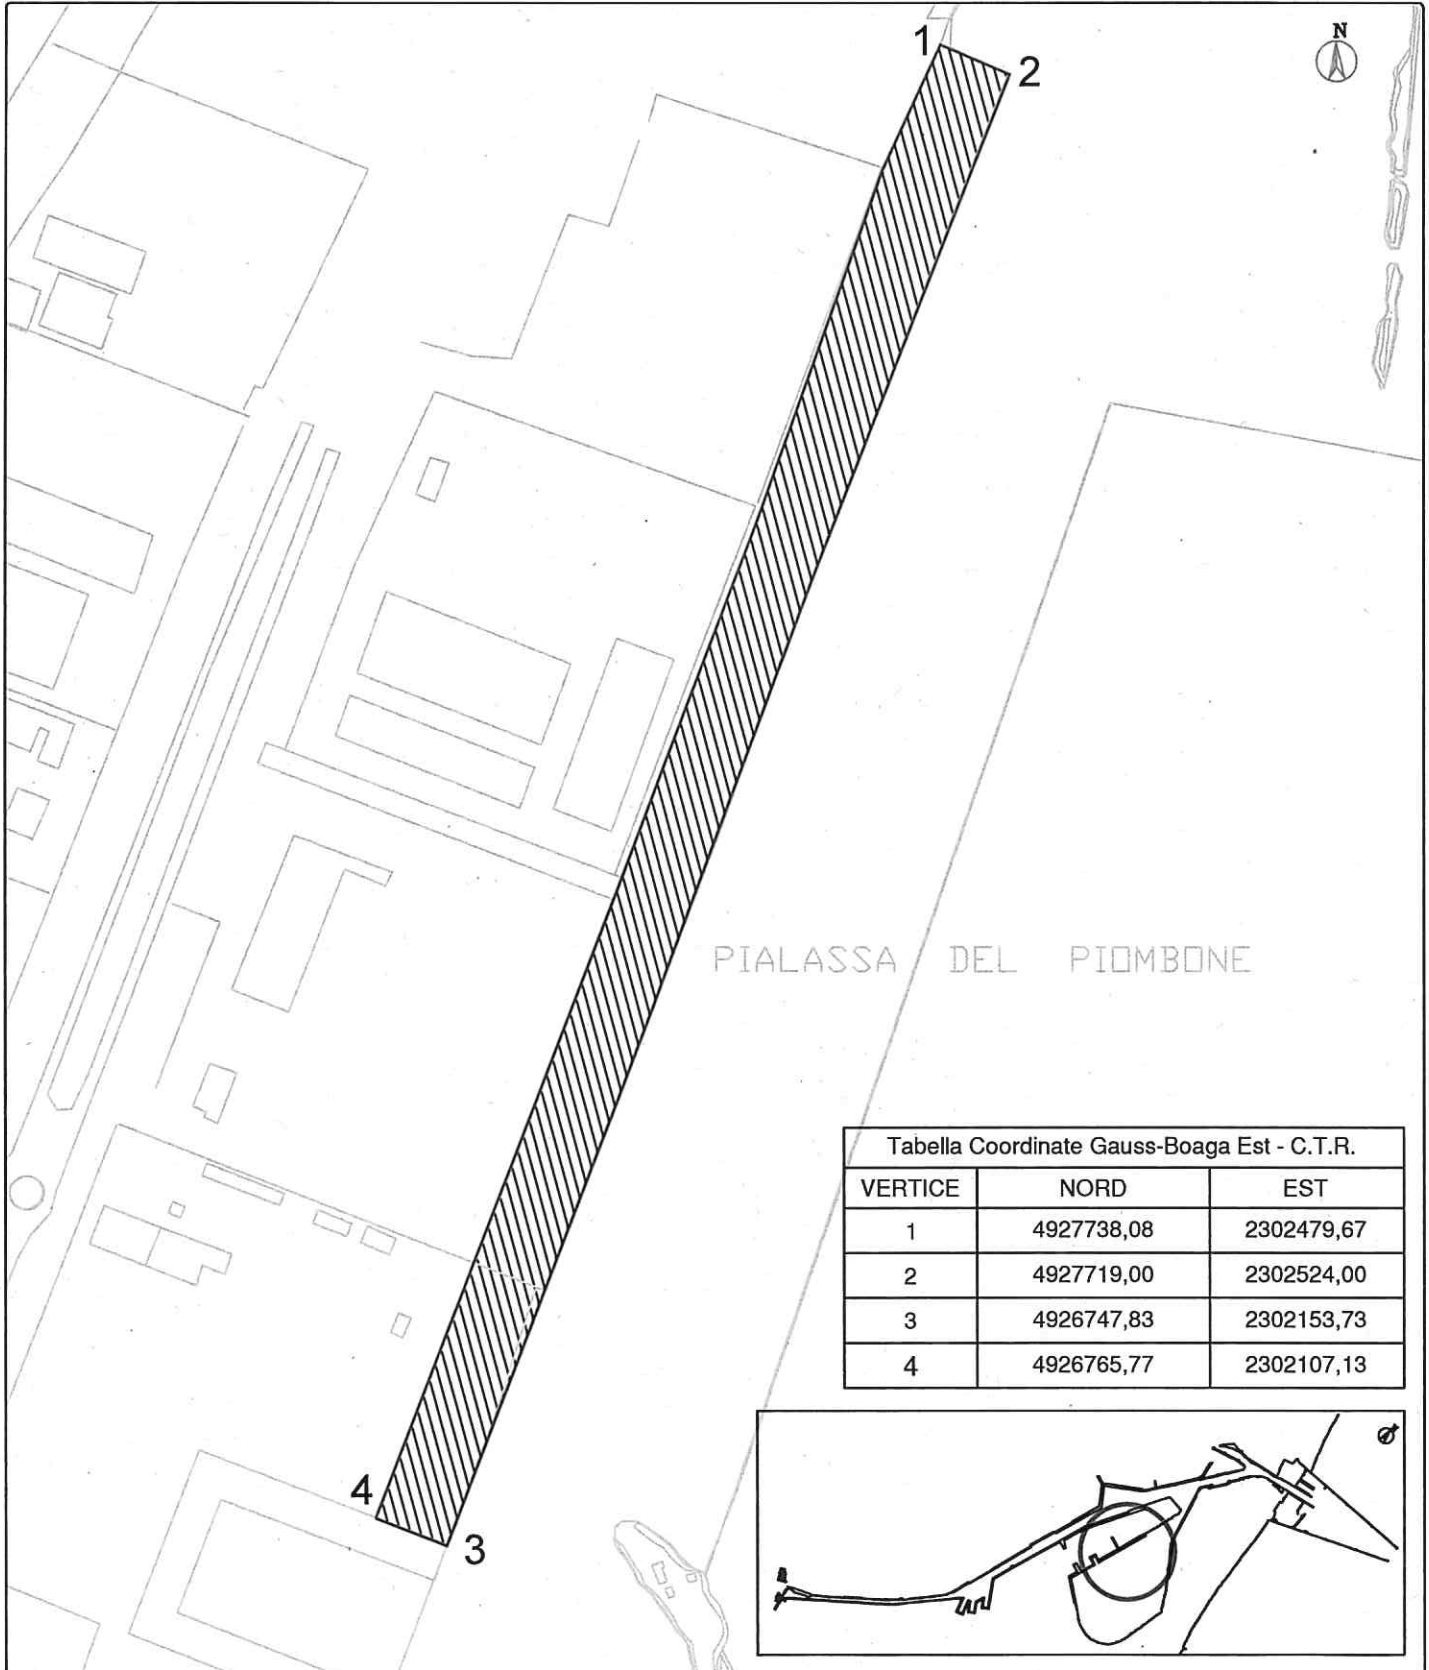 N
1
2
PIALASSA DEL PIOMBONE
Tabella Coordinate Gauss-Boaga Est - C.T.R.
VERTICE NORD EST
1 4927738,08 2302479,67
2 4927719,00 2302524,00
3 4926747,83 2302153,73
4 4926765,77 2302107,13
4
3